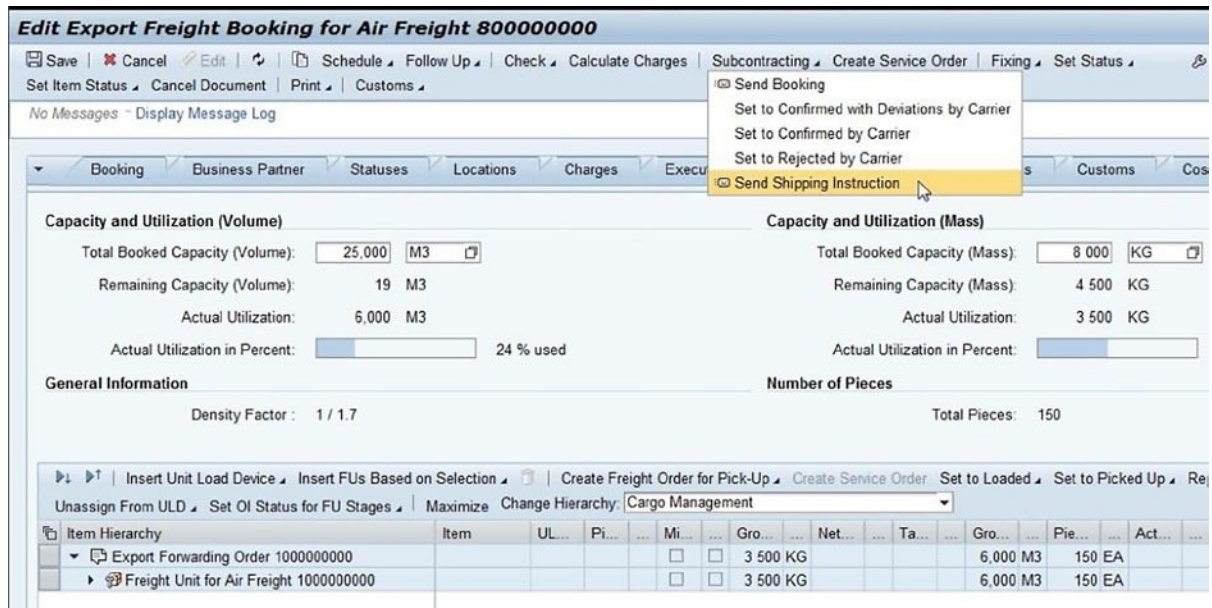 Edit Export Freight Booking for Air Freight 800000000
Save | Cancel Edit | Schedule Follow Up | Check Calculate Charges | Subcontracting Create Service Order | Fixing Set Status
Set Item Status Cancel Document | Print | Customs
Send Booking
Set to Confirmed with Deviations by Carrier
Set to Confirmed by Carrier
Set to Rejected by Carrier
Send Shipping Instruction
No Messages - Display Message Log
Booking Business Partner Statuses Locations Charges Customs
Capacity and Utilization (Volume) Capacity and Utilization (Mass)
Total Booked Capacity (Volume): 25,000 M3 Total Booked Capacity (Mass): 8 000 KG
Remaining Capacity (Volume): 19 M3 Remaining Capacity (Mass): 4 500 KG
Actual Utilization: 6,000 M3 Actual Utilization: 3 500 KG
Actual Utilization in Percent: 24 % used Actual Utilization in Percent:
General Information Number of Pieces
Density Factor : 1 / 1.7 Total Pieces: 150
Insert Unit Load Device Insert FUs Based on Selection | Create Freight Order for Pick-Up Create Service Order Set to Loaded Set to Picked Up
Unassign From ULD Set OI Status for FU Stages | Maximize Change Hierarchy: Cargo Management
Item Hierarchy Item UL... Pi... ... Mi... ... Gro... ... Net... ... Ta... ... Gro... ... Pie... ... Act... ...
Export Forwarding Order 1000000000 3 500 KG 6,000 M3 150 EA
Freight Unit for Air Freight 1000000000 3 500 KG 6,000 M3 150 EA